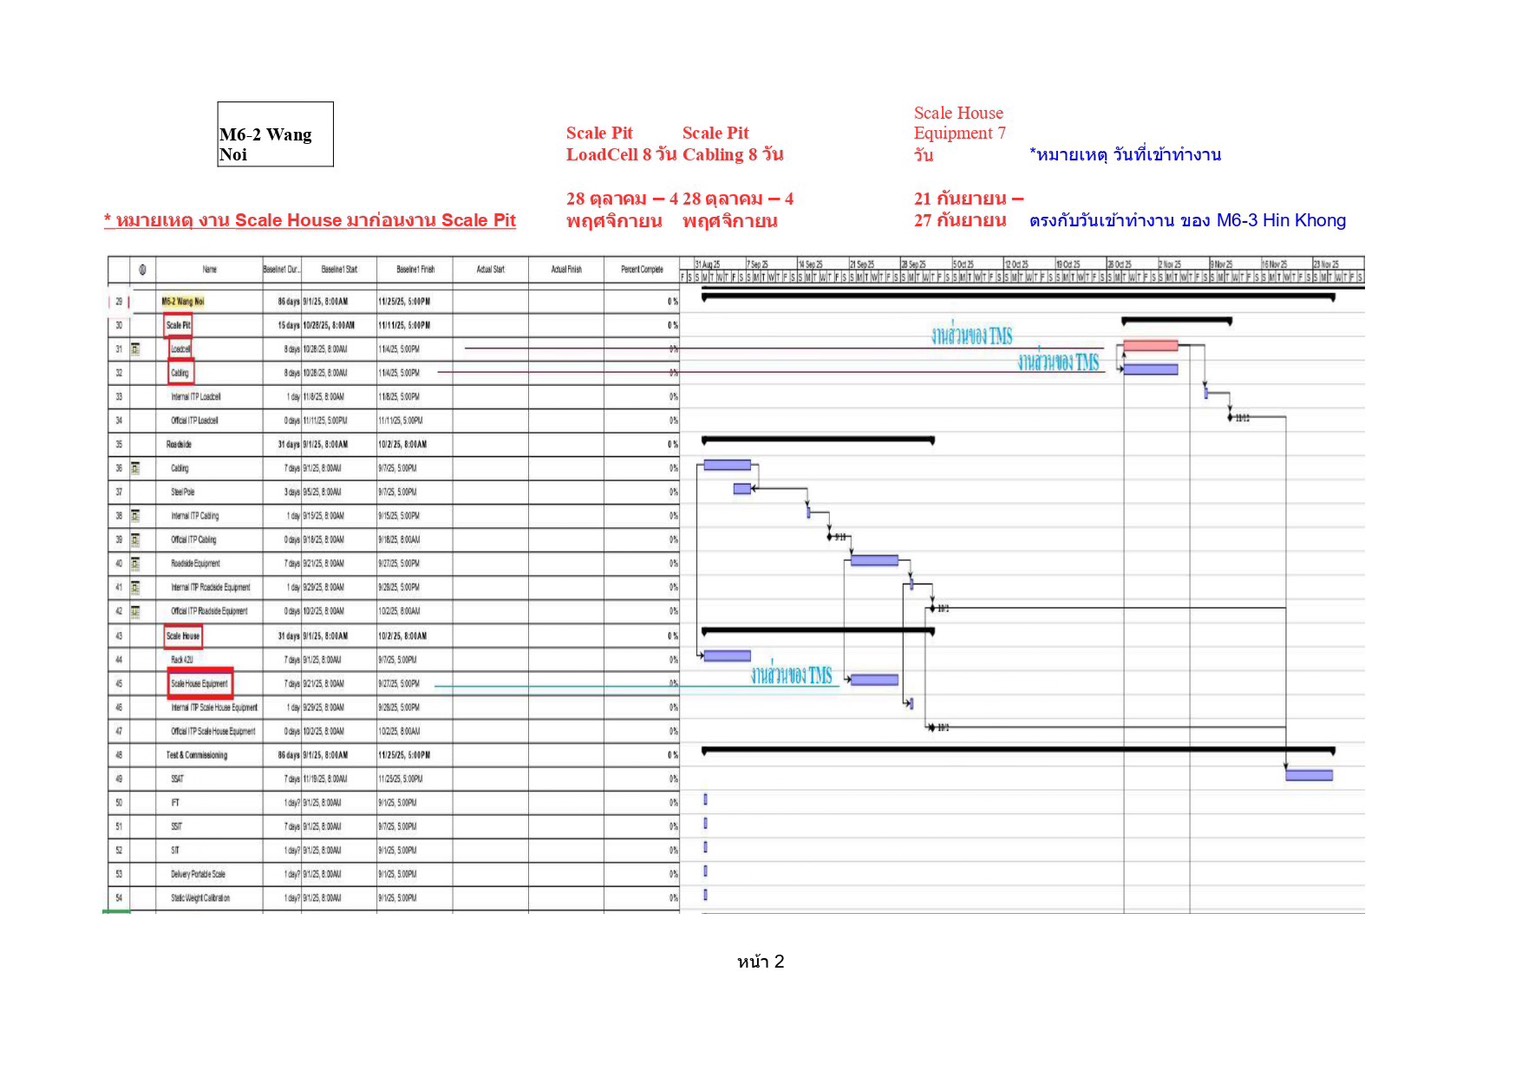 M6-2 Wang
Noi
Scale Pit
LoadCell 8 วัน
Scale Pit
Cabling 8 วัน
Scale House
Equipment 7
วัน
*หมายเหตุ วันที่เข้าทำงาน
* หมายเหตุ งาน Scale House มาก่อนงาน Scale Pit
28 ตุลาคม – 4
พฤศจิกายน
28 ตุลาคม – 4
พฤศจิกายน
21 กันยายน –
27 กันยายน
ตรงกับวันเข้าทำงาน ของ M6-3 Hin Khong
Name Baseline1 Dur... Baseline1 Start Baseline1 Finish Actual Start Actual Finish Percent Complete
31 Aug 25 7 Sep 25 14 Sep 25 21 Sep 25 28 Sep 25 5 Oct 25 12 Oct 25 19 Oct 25 26 Oct 25 2 Nov 25 9 Nov 25 16 Nov 25 23 Nov 25
29 M6-2 Wang Noi 86 days 9/1/25, 8:00AM 11/25/25, 5:00PM 0%
30 Scale Pit 15 days 10/28/25, 8:00AM 11/11/25, 5:00PM 0%
31 Loadcell 8 days 10/28/25, 8:00AM 11/4/25, 5:00PM 0% งานส่วนของ TMS
32 Cabling 8 days 10/28/25, 8:00AM 11/4/25, 5:00PM 0% งานส่วนของ TMS
33 Internal ITP Loadcell 1 day 11/8/25, 8:00AM 11/8/25, 5:00PM 0%
34 Official ITP Loadcell 0 days 11/11/25, 5:00PM 11/11/25, 5:00PM 0%
35 Roadside 31 days 9/1/25, 8:00AM 10/2/25, 8:00AM 0%
36 Cabling 7 days 9/1/25, 8:00AM 9/7/25, 5:00PM 0%
37 Steel Pole 3 days 9/5/25, 8:00AM 9/7/25, 5:00PM 0%
38 Internal ITP Cabling 1 day 9/15/25, 8:00AM 9/15/25, 5:00PM 0%
39 Official ITP Cabling 0 days 9/18/25, 8:00AM 9/18/25, 8:00AM 0% 9/18
40 Roadside Equipment 7 days 9/21/25, 8:00AM 9/27/25, 5:00PM 0%
41 Internal ITP Roadside Equipment 1 day 9/29/25, 8:00AM 9/29/25, 5:00PM 0%
42 Official ITP Roadside Equipment 0 days 10/2/25, 8:00AM 10/2/25, 8:00AM 0% 10/2
43 Scale House 31 days 9/1/25, 8:00AM 10/2/25, 8:00AM 0%
44 Rack 42U 7 days 9/1/25, 8:00AM 9/7/25, 5:00PM 0%
45 Scale House Equipment 7 days 9/21/25, 8:00AM 9/27/25, 5:00PM 0% งานส่วนของ TMS
46 Internal ITP Scale House Equipment 1 day 9/29/25, 8:00AM 9/29/25, 5:00PM 0%
47 Official ITP Scale House Equipment 0 days 10/2/25, 8:00AM 10/2/25, 8:00AM 0% 10/2
48 Test & Commissioning 86 days 9/1/25, 8:00AM 11/25/25, 5:00PM 0%
49 SSAT 7 days 11/19/25, 8:00AM 11/25/25, 5:00PM 0%
50 IFT 1 day? 9/1/25, 8:00AM 9/1/25, 5:00PM 0%
51 SSIT 7 days 9/1/25, 8:00AM 9/7/25, 5:00PM 0%
52 SIT 1 day? 9/1/25, 8:00AM 9/1/25, 5:00PM 0%
53 Delivery Portable Scale 1 day? 9/1/25, 8:00AM 9/1/25, 5:00PM 0%
54 Static Weight Calibration 1 day? 9/1/25, 8:00AM 9/1/25, 5:00PM 0%
หน้า 2